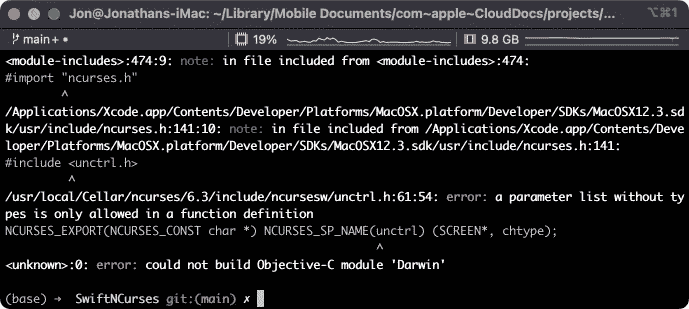 Jon@Jonathans-iMac: ~/Library/Mobile Documents/com~apple~CloudDocs/projects/... ⌥⌘1
main+ • 19% 9.8 GB
<module-includes>:474:9: note: in file included from <module-includes>:474:
#import "ncurses.h"
^
/Applications/Xcode.app/Contents/Developer/Platforms/MacOSX.platform/Developer/SDKs/MacOSX12.3.sd
k/usr/include/ncurses.h:141:10: note: in file included from /Applications/Xcode.app/Contents/Deve
loper/Platforms/MacOSX.platform/Developer/SDKs/MacOSX12.3.sdk/usr/include/ncurses.h:141:
#include <unctrl.h>
^
/usr/local/Cellar/ncurses/6.3/include/ncursesw/unctrl.h:61:54: error: a parameter list without ty
pes is only allowed in a function definition
NCURSES_EXPORT(NCURSES_CONST char *) NCURSES_SP_NAME(unctrl) (SCREEN*, chtype);
^
<unknown>:0: error: could not build Objective-C module 'Darwin'
(base) → SwiftNCurses git:(main) ✗